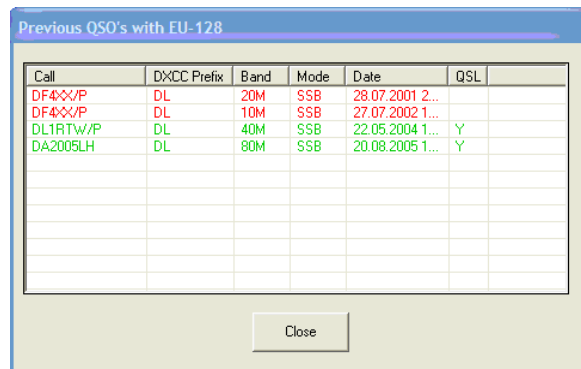 Previous QSO's with EU-128
Call DXCC Prefix Band Mode Date QSL
DF4XX/P DL 20M SSB 28.07.2001 2...
DF4XX/P DL 10M SSB 27.07.2002 1...
DL1RTW/P DL 40M SSB 22.05.2004 1... Y
DA2005LH DL 80M SSB 20.08.2005 1... Y
Close